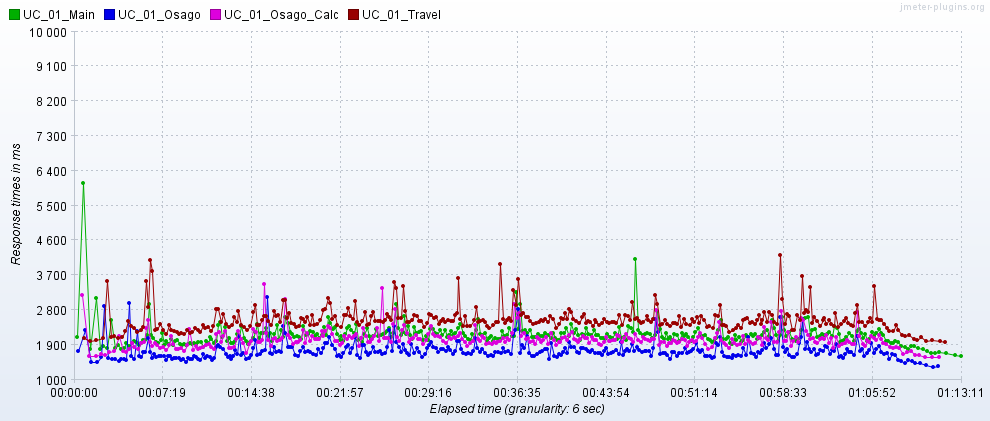 UC_01_Main UC_01_Osago UC_01_Osago_Calc UC_01_Travel
jmeter-plugins.org
10 000
9 100
8 200
7 300
6 400
5 500
4 600
3 700
2 800
1 900
1 000
Response times in ms
00:00:00 00:07:19 00:14:38 00:21:57 00:29:16 00:36:35 00:43:54 00:51:14 00:58:33 01:05:52 01:13:11
Elapsed time (granularity: 6 sec)